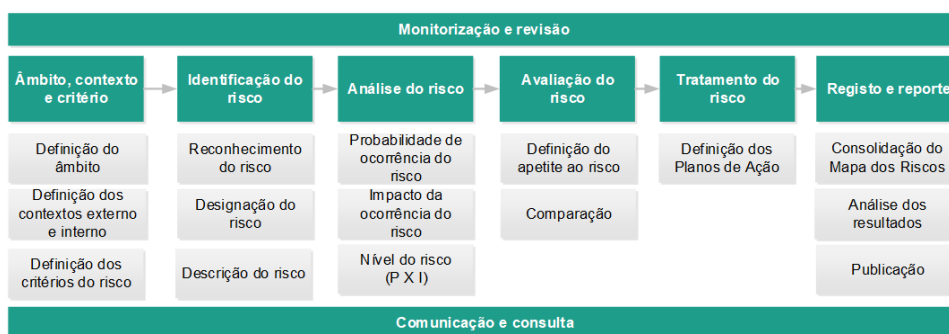 Monitorização e revisão
Âmbito, contexto
e critério
Identificação do
risco
Análise do risco
Avaliação do
risco
Tratamento do
risco
Registo e reporte
Definição do
âmbito
Definição dos
contextos externo
e interno
Definição dos
critérios do risco
Reconhecimento
do risco
Designação do
risco
Descrição do risco
Probabilidade de
ocorrência do
risco
Impacto da
ocorrência do
risco
Nível do risco
(P X I)
Definição do
apetite ao risco
Comparação
Definição dos
Planos de Ação
Consolidação do
Mapa dos Riscos
Análise dos
resultados
Publicação
Comunicação e consulta